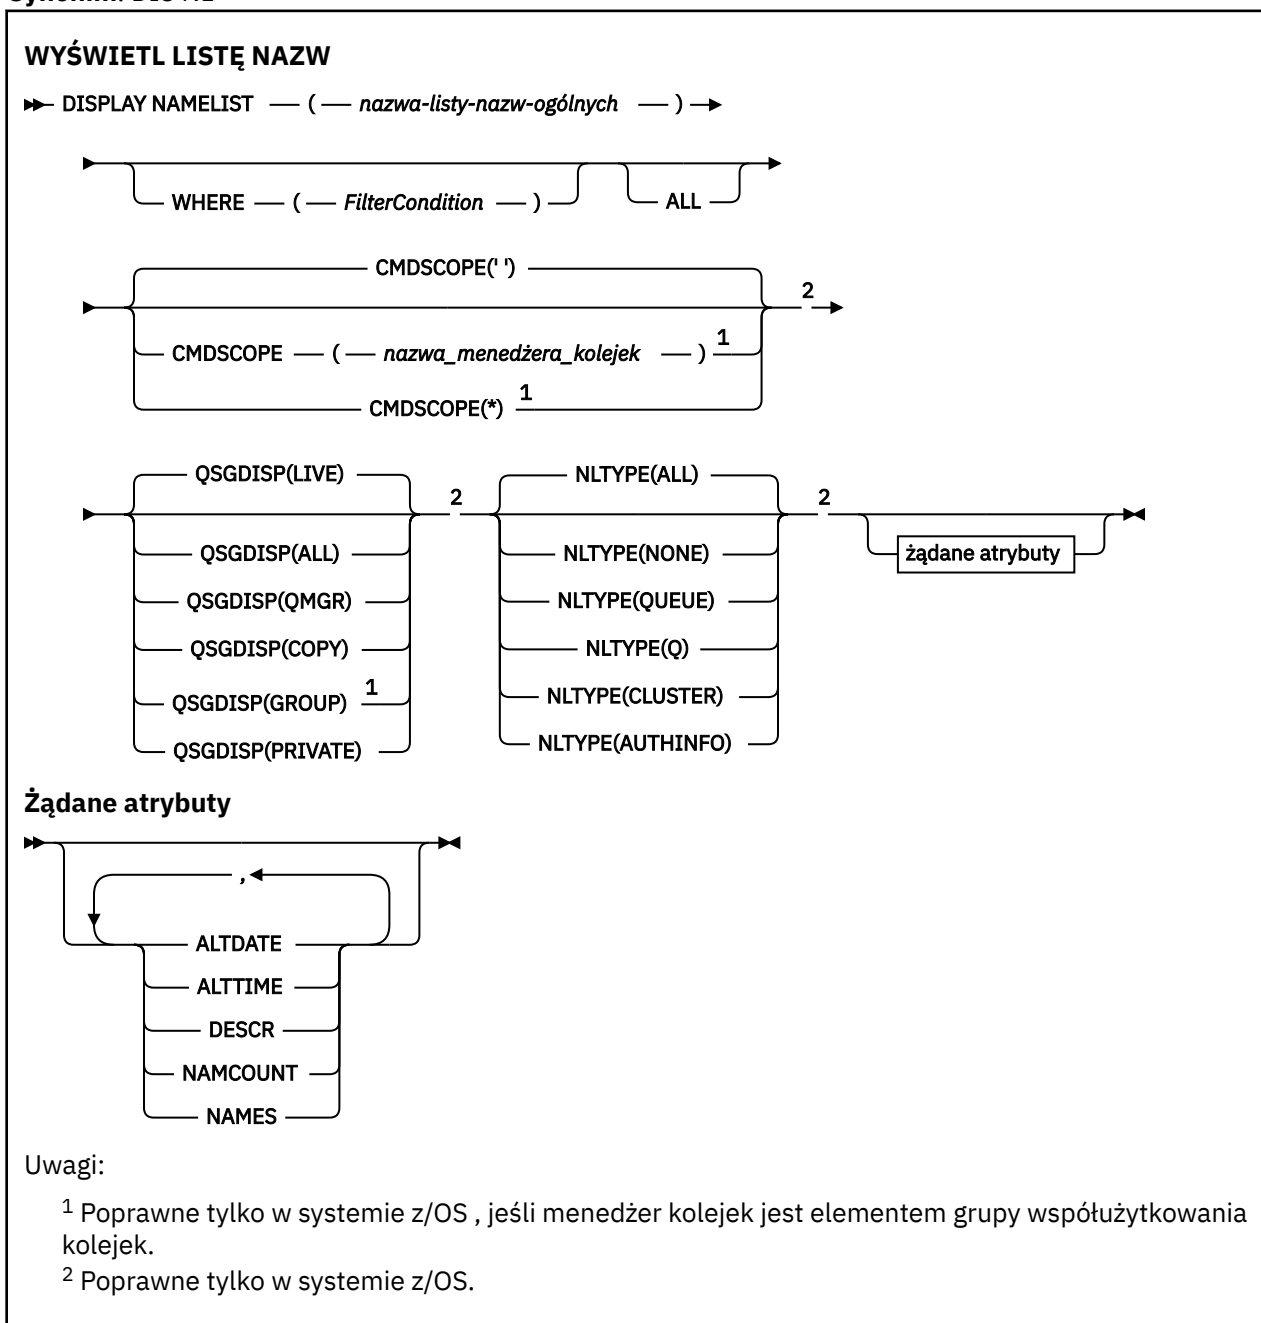 WYŚWIETL LISTĘ NAZW
DISPLAY NAMELIST ( nazwa-listy-nazw-ogólnych )
WHERE ( FilterCondition ) ALL
CMDSCOPE(' ')
2
CMDSCOPE ( nazwa_menedżera_kolejek ) 1
CMDSCOPE(*) 1
QSGDISP(LIVE) NLTYPE(ALL)
2 2
QSGDISP(ALL) NLTYPE(NONE) żądane atrybuty
QSGDISP(QMGR) NLTYPE(QUEUE)
QSGDISP(COPY) NLTYPE(Q)
QSGDISP(GROUP) 1 NLTYPE(CLUSTER)
QSGDISP(PRIVATE) NLTYPE(AUTHINFO)
Żądane atrybuty
,
ALTDATE
ALTTIME
DESCR
NAMCOUNT
NAMES
Uwagi:
1 Poprawne tylko w systemie z/OS , jeśli menedżer kolejek jest elementem grupy współużytkowania
kolejek.
2 Poprawne tylko w systemie z/OS.